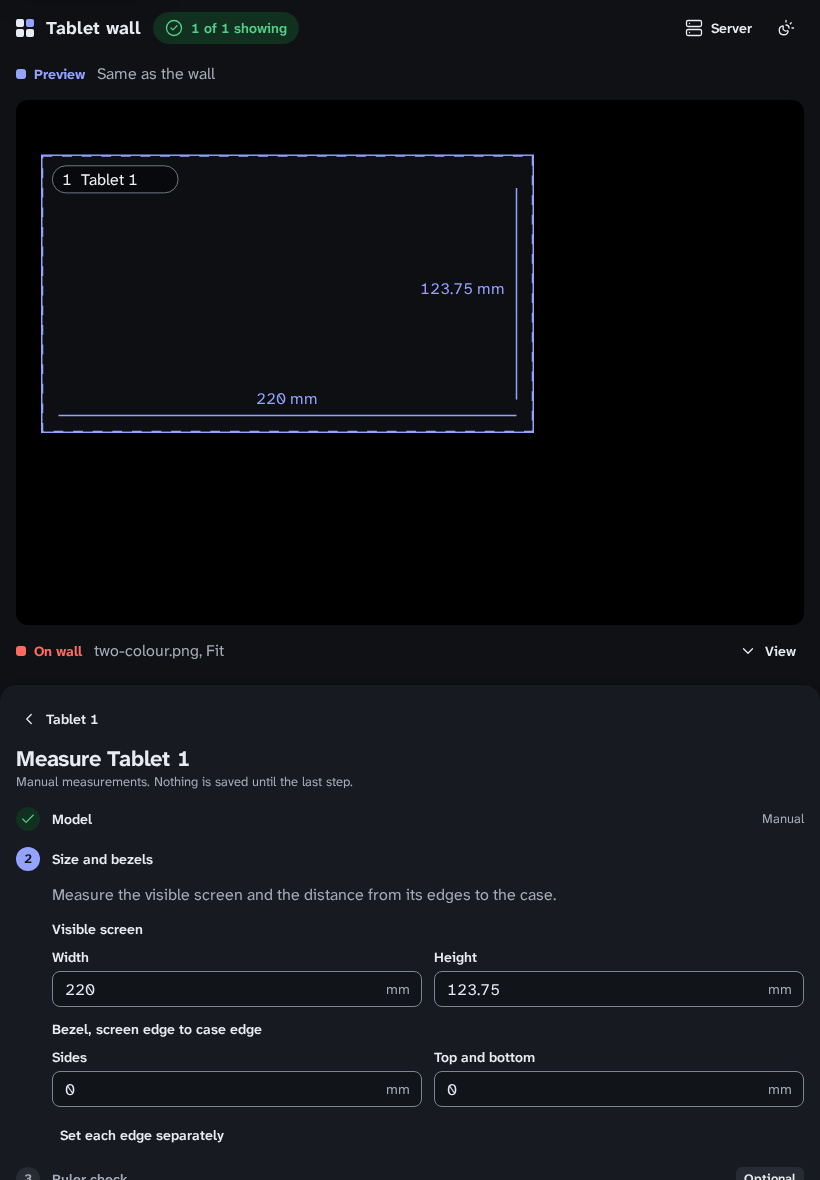 Tablet wall
1 of 1 showing
Server
Preview Same as the wall
1 Tablet 1
123.75 mm
220 mm
On wall two-colour.png, Fit
View
Tablet 1
Measure Tablet 1
Manual measurements. Nothing is saved until the last step.
Model
Manual
2 Size and bezels
Measure the visible screen and the distance from its edges to the case.
Visible screen
Width
Height
220 mm
123.75 mm
Bezel, screen edge to case edge
Sides
Top and bottom
0 mm
0 mm
Set each edge separately
3 Ruler check
Optional